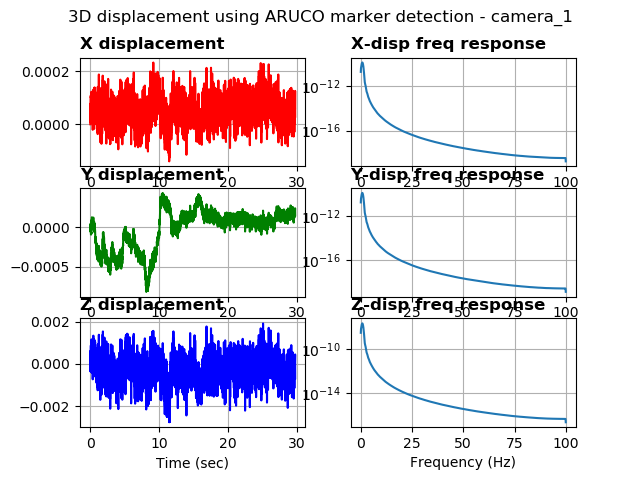 3D displacement using ARUCO marker detection - camera_1
X displacement
0.0002
0.0000
0 10 20 30
X-disp freq response
10⁻¹²
10⁻¹⁶
0 25 50 75 100
Y displacement
0.0000
−0.0005
0 10 20 30
Y-disp freq response
10⁻¹²
10⁻¹⁶
0 25 50 75 100
Z displacement
0.002
0.000
−0.002
0 10 20 30
Time (sec)
Z-disp freq response
10⁻¹⁰
10⁻¹⁴
0 25 50 75 100
Frequency (Hz)